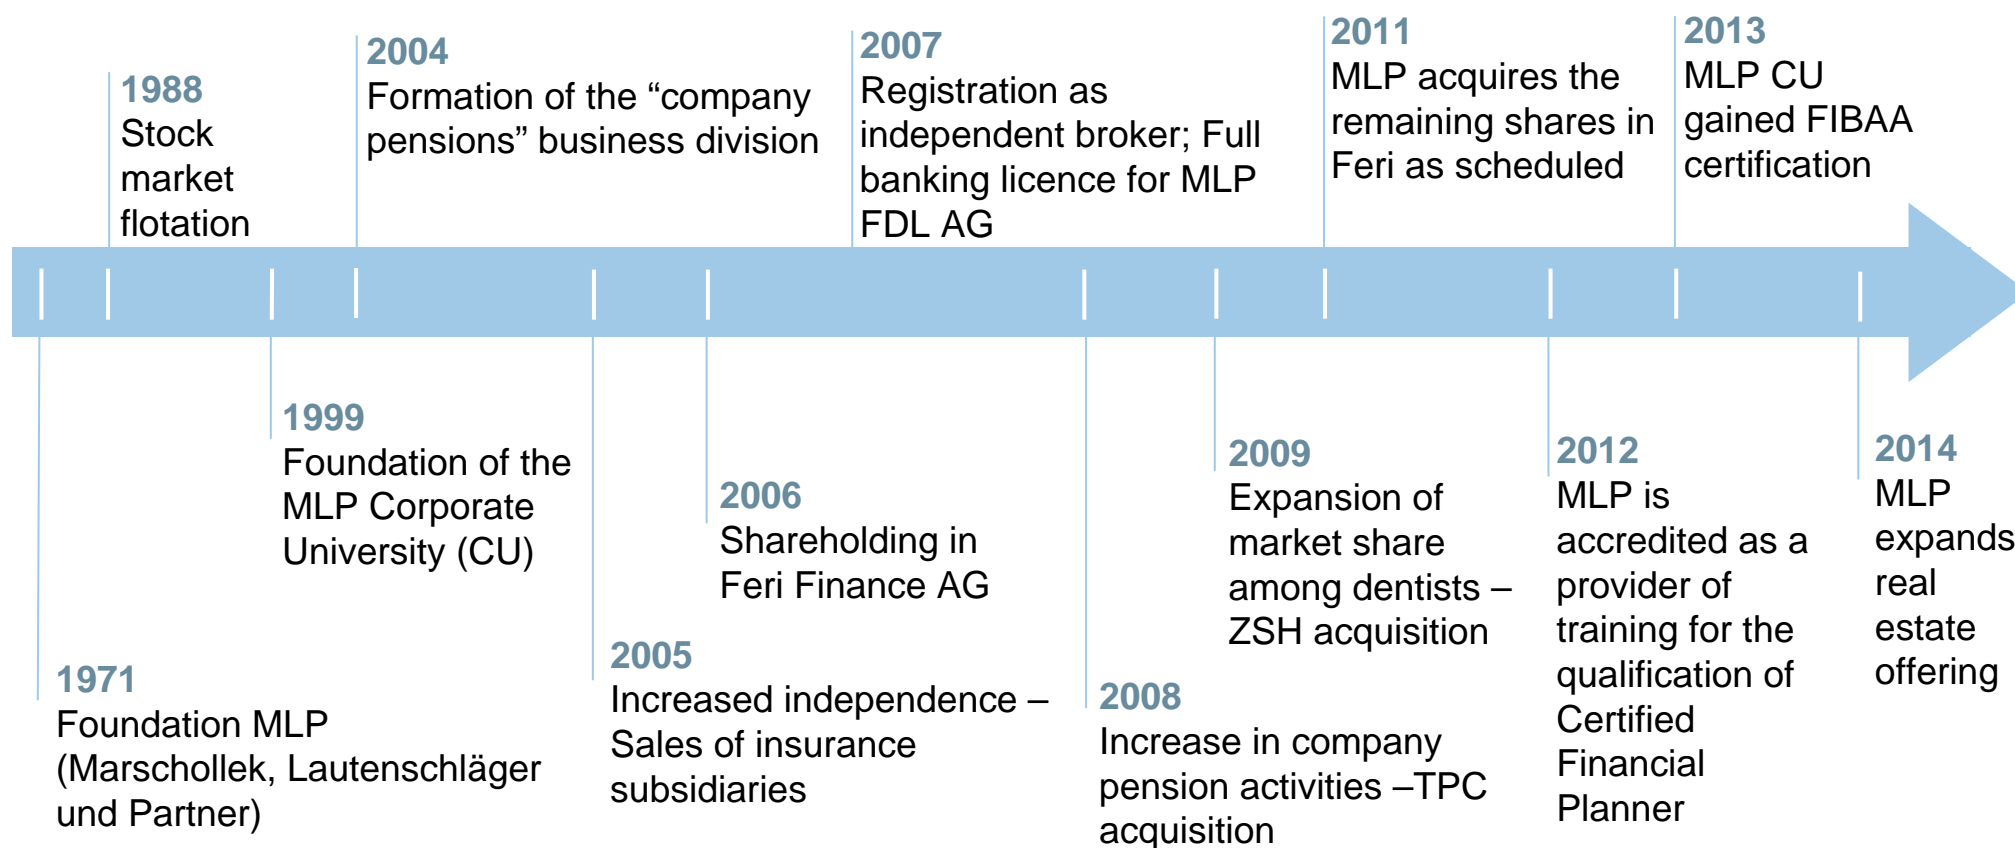 2004
Formation of the “company
pensions” business division
2007
Registration as
independent broker; Full
banking licence for MLP
FDL AG
2011
MLP acquires the
remaining shares in
Feri as scheduled
2013
MLP CU
gained FIBAA
certification
1988
Stock
market
flotation
1999
Foundation of the
MLP Corporate
University (CU)
2006
Shareholding in
Feri Finance AG
2009
Expansion of
market share
among dentists –
ZSH acquisition
2012
MLP is
accredited as a
provider of
training for the
qualification of
Certified
Financial
Planner
2014
MLP
expands
real
estate
offering
1971
Foundation MLP
(Marschollek, Lautenschläger
und Partner)
2005
Increased independence –
Sales of insurance
subsidiaries
2008
Increase in company
pension activities –TPC
acquisition